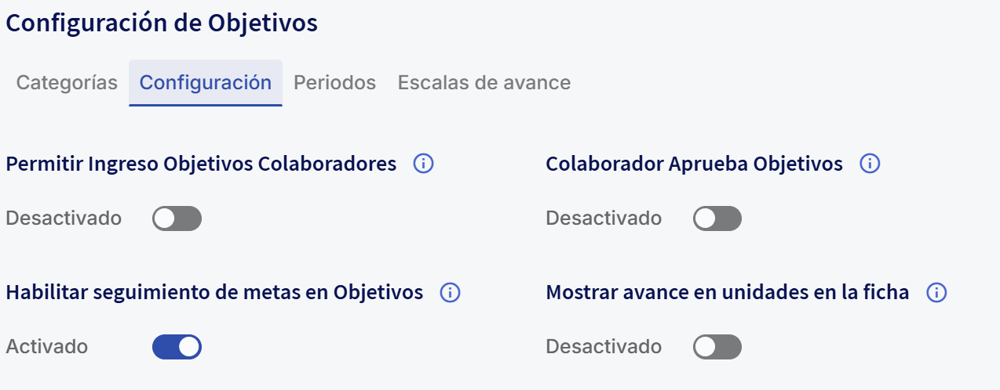 Configuración de Objetivos
Categorías Configuración Periodos Escalas de avance
Permitir Ingreso Objetivos Colaboradores
Colaborador Aprueba Objetivos
Desactivado
Desactivado
Habilitar seguimiento de metas en Objetivos
Mostrar avance en unidades en la ficha
Activado
Desactivado